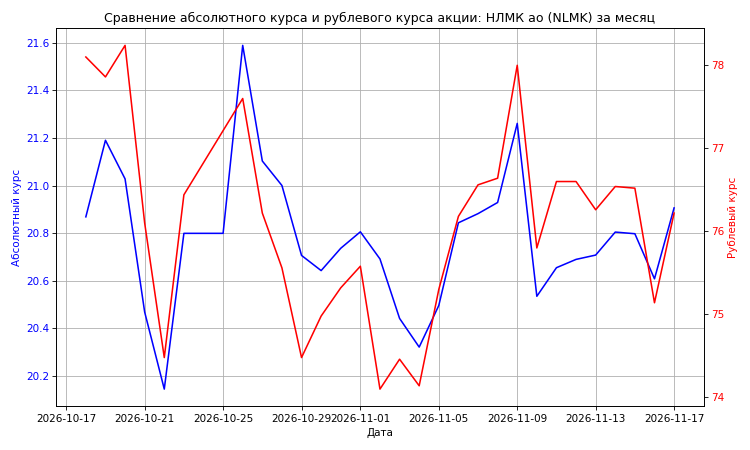 Сравнение абсолютного курса и рублевого курса акции: НЛМК ао (NLMK) за месяц
21.6
21.4
21.2
21.0
20.8
20.6
20.4
20.2
Абсолютный курс
78
77
76
75
74
Рублевый курс
2026-10-17 2026-10-21 2026-10-25 2026-10-29 2026-11-01 2026-11-05 2026-11-09 2026-11-13 2026-11-17
Дата